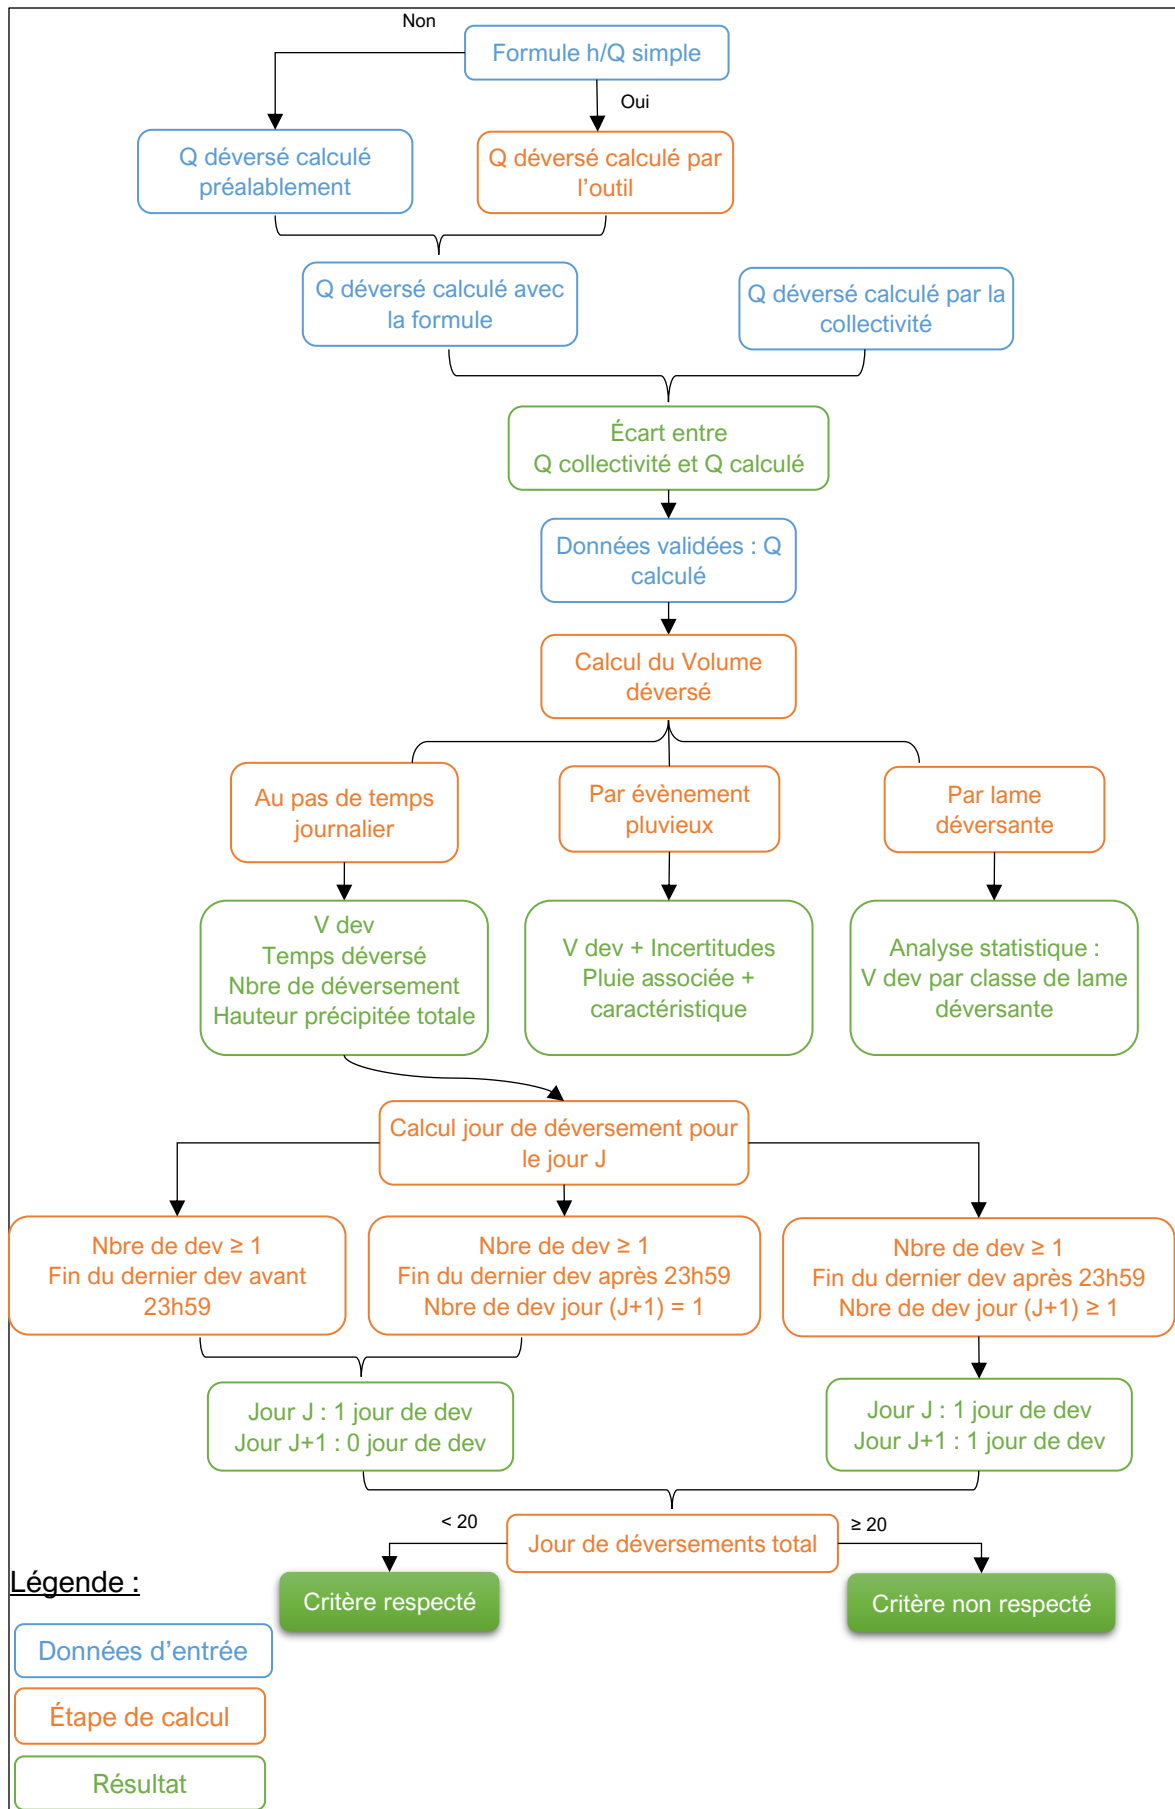 Non
Formule h/Q simple
Oui
Q déversé calculé
préalablement
Q déversé calculé par
l’outil
Q déversé calculé avec
la formule
Q déversé calculé par la
collectivité
Écart entre
Q collectivité et Q calculé
Données validées : Q
calculé
Calcul du Volume
déversé
Au pas de temps
journalier
Par évènement
pluvieux
Par lame
déversante
V dev
Temps déversé
Nbre de déversement
Hauteur précipitée totale
V dev + Incertitudes
Pluie associée +
caractéristique
Analyse statistique :
V dev par classe de lame
déversante
Calcul jour de déversement pour
le jour J
Nbre de dev ≥ 1
Fin du dernier dev avant
23h59
Nbre de dev ≥ 1
Fin du dernier dev après 23h59
Nbre de dev jour (J+1) = 1
Nbre de dev ≥ 1
Fin du dernier dev après 23h59
Nbre de dev jour (J+1) ≥ 1
Jour J : 1 jour de dev
Jour J+1 : 0 jour de dev
Jour J : 1 jour de dev
Jour J+1 : 1 jour de dev
< 20
Jour de déversements total
≥ 20
Critère respecté
Critère non respecté
Légende :
Données d’entrée
Étape de calcul
Résultat